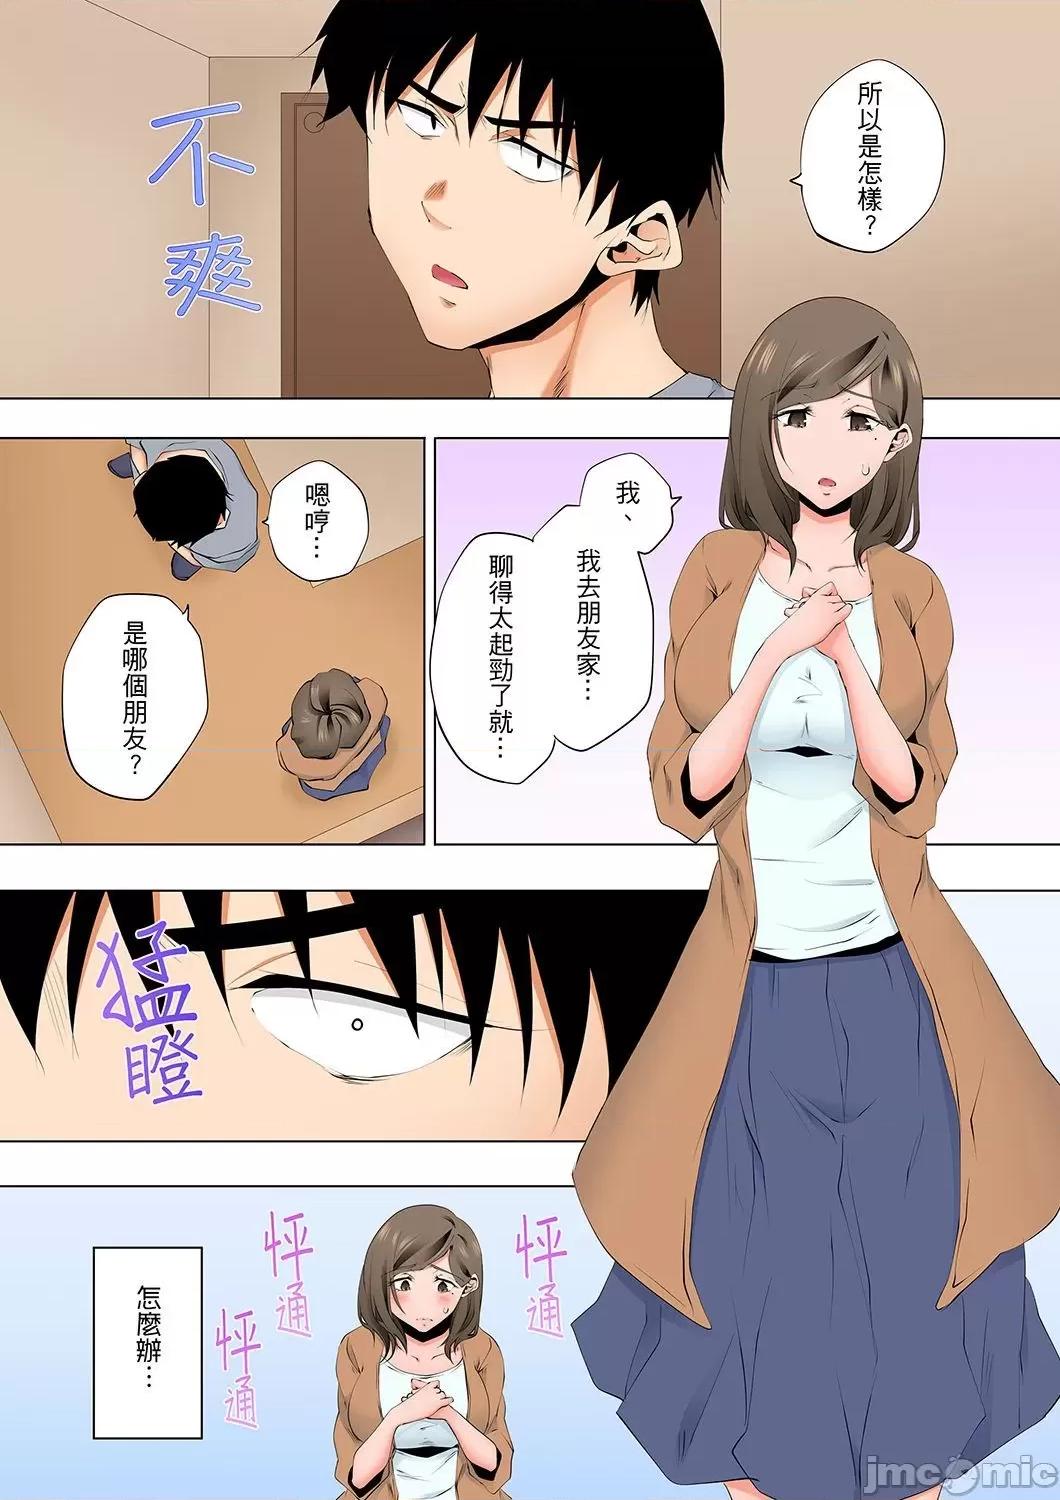 所以是怎樣？
不爽
我、
我去朋友家…
聊得太起勁了就…
嗯哼…
是哪個朋友？
猛瞪
怦通
怦通
怦通
怎麼辦…
jmcomic